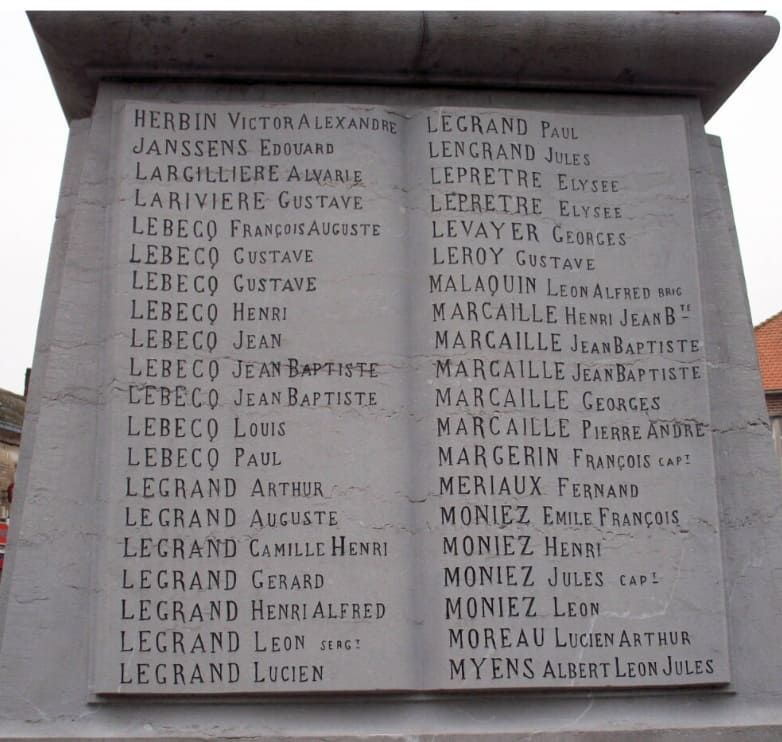 HERBIN VICTOR ALEXANDRE
JANSSENS EDOUARD
LARGILLIERE ALVARIE
LARIVIERE GUSTAVE
LEBECQ FRANÇOIS AUGUSTE
LEBECQ GUSTAVE
LEBECQ GUSTAVE
LEBECQ HENRI
LEBECQ JEAN
LEBECQ JEAN BAPTISTE
LEBECQ JEAN BAPTISTE
LEBECQ LOUIS
LEBECQ PAUL
LEGRAND ARTHUR
LEGRAND AUGUSTE
LEGRAND CAMILLE HENRI
LEGRAND GERARD
LEGRAND HENRI ALFRED
LEGRAND LEON SERGT
LEGRAND LUCIEN
LEGRAND PAUL
LENGRAND JULES
LEPRETRE ELYSEE
LEPRETRE ELYSEE
LEVAYER GEORGES
LEROY GUSTAVE
MALAQUIN LEON ALFRED BRIG
MARCAILLE HENRI JEAN BTE
MARCAILLE JEAN BAPTISTE
MARCAILLE JEAN BAPTISTE
MARCAILLE GEORGES
MARCAILLE PIERRE ANDRE
MARGERIN FRANÇOIS CAPL
MERIAUX FERNAND
MONIEZ EMILE FRANÇOIS
MONIEZ HENRI
MONIEZ JULES CAPL
MONIEZ LEON
MOREAU LUCIEN ARTHUR
MYENS ALBERT LEON JULES